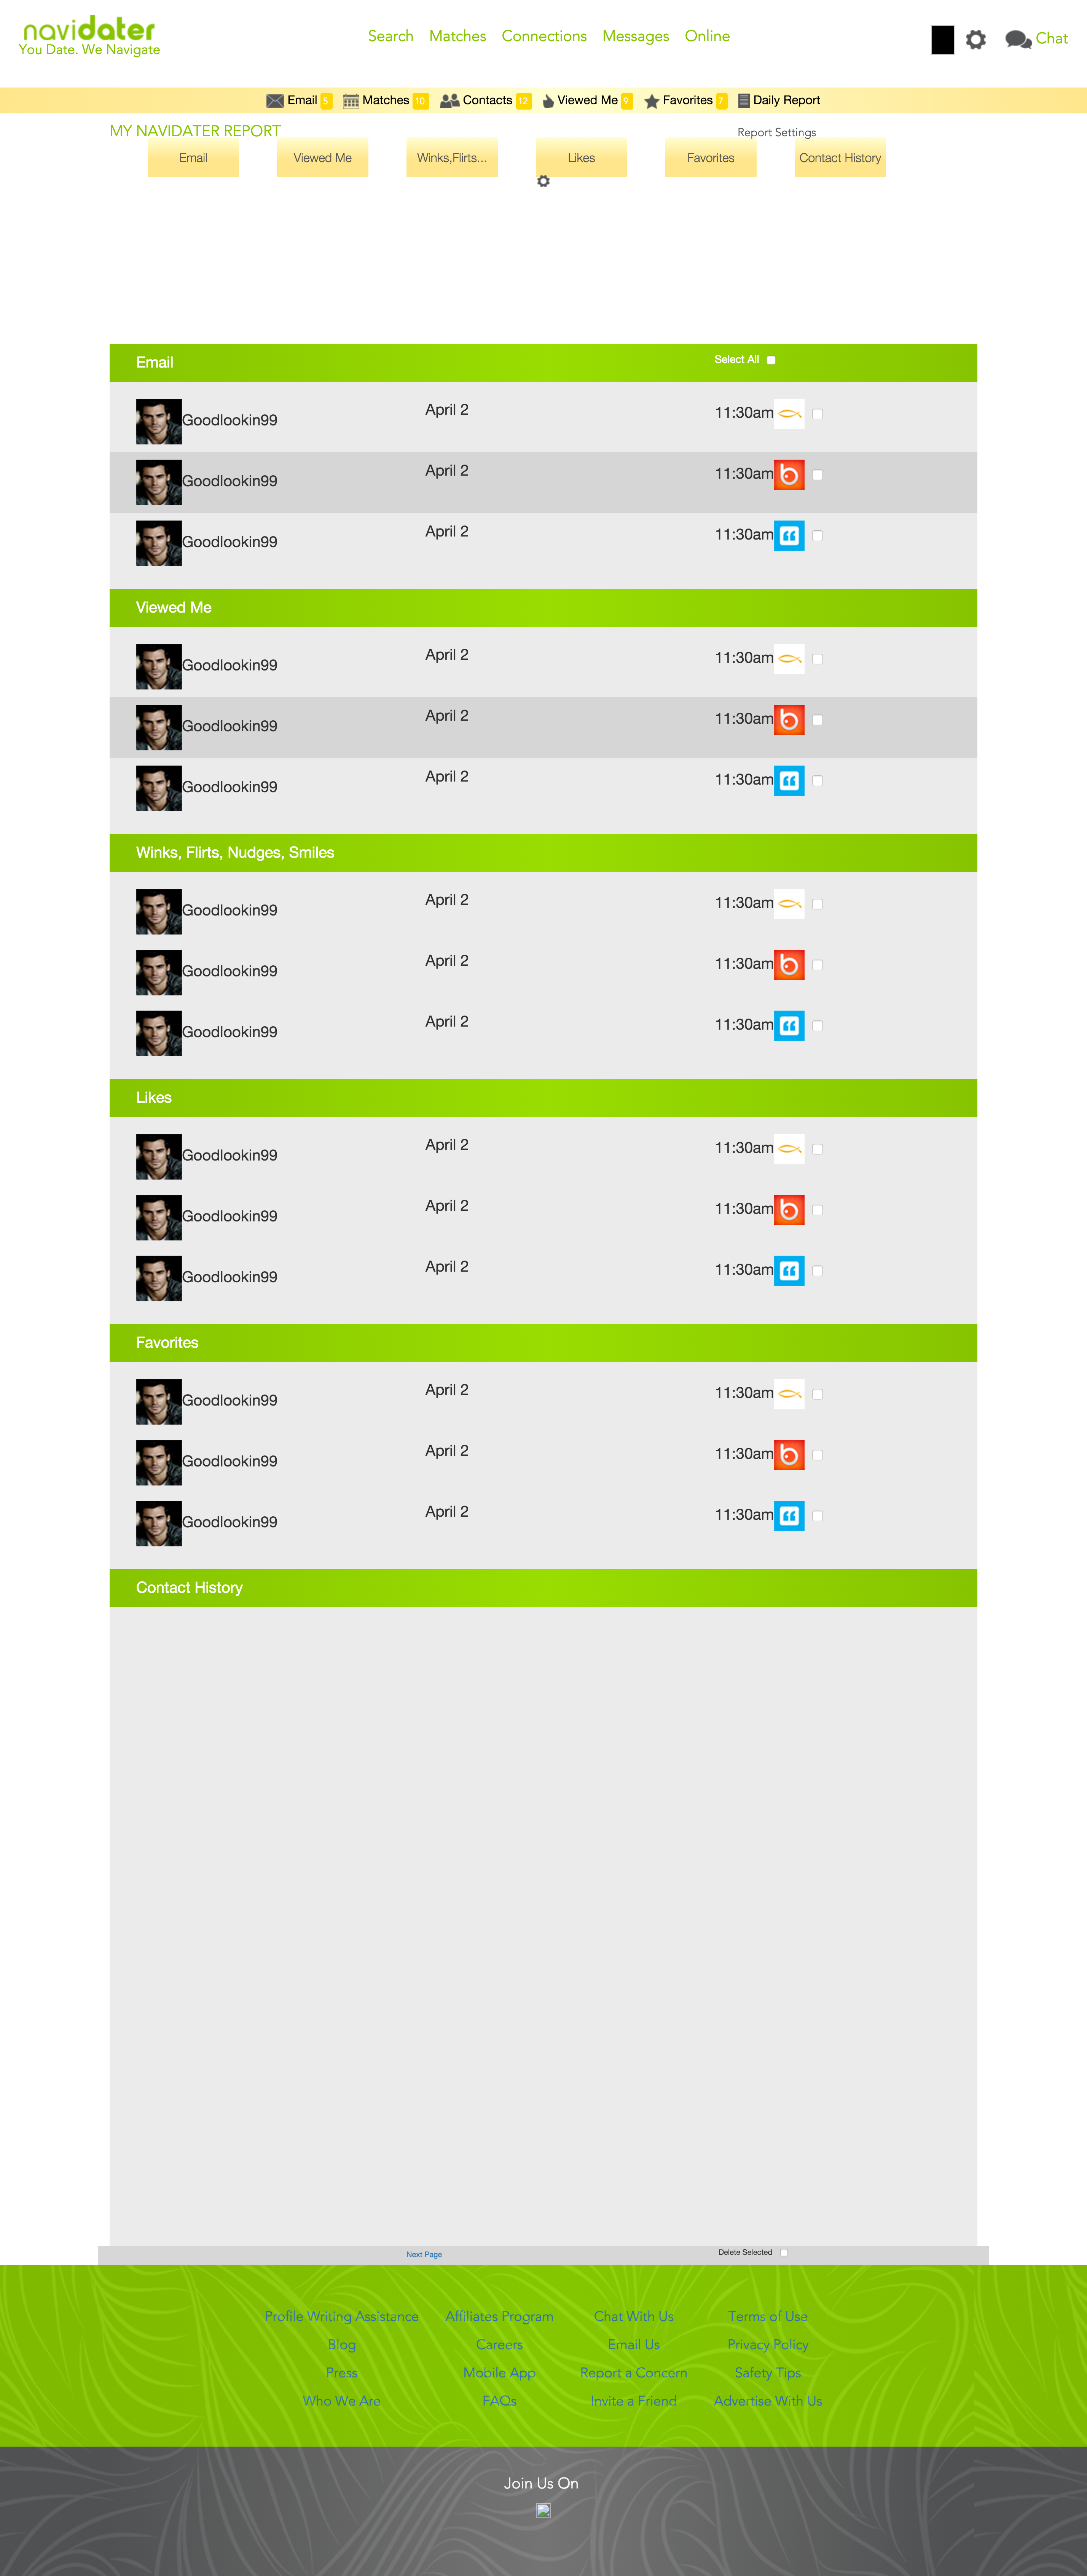 navidater
You Date. We Navigate
Search Matches Connections Messages Online
Chat
Email 5 Matches 10 Contacts 12 Viewed Me 9 Favorites 7 Daily Report
MY NAVIDATER REPORT
Report Settings
Email Viewed Me Winks,Flirts... Likes Favorites Contact History
Email Select All
Goodlookin99 April 2 11:30am
Goodlookin99 April 2 11:30am b
Goodlookin99 April 2 11:30am
Viewed Me
Goodlookin99 April 2 11:30am
Goodlookin99 April 2 11:30am b
Goodlookin99 April 2 11:30am
Winks, Flirts, Nudges, Smiles
Goodlookin99 April 2 11:30am
Goodlookin99 April 2 11:30am b
Goodlookin99 April 2 11:30am
Likes
Goodlookin99 April 2 11:30am
Goodlookin99 April 2 11:30am b
Goodlookin99 April 2 11:30am
Favorites
Goodlookin99 April 2 11:30am
Goodlookin99 April 2 11:30am b
Goodlookin99 April 2 11:30am
Contact History
Next Page Delete Selected
Profile Writing Assistance Affiliates Program Chat With Us Terms of Use
Blog Careers Email Us Privacy Policy
Press Mobile App Report a Concern Safety Tips
Who We Are FAQs Invite a Friend Advertise With Us
Join Us On